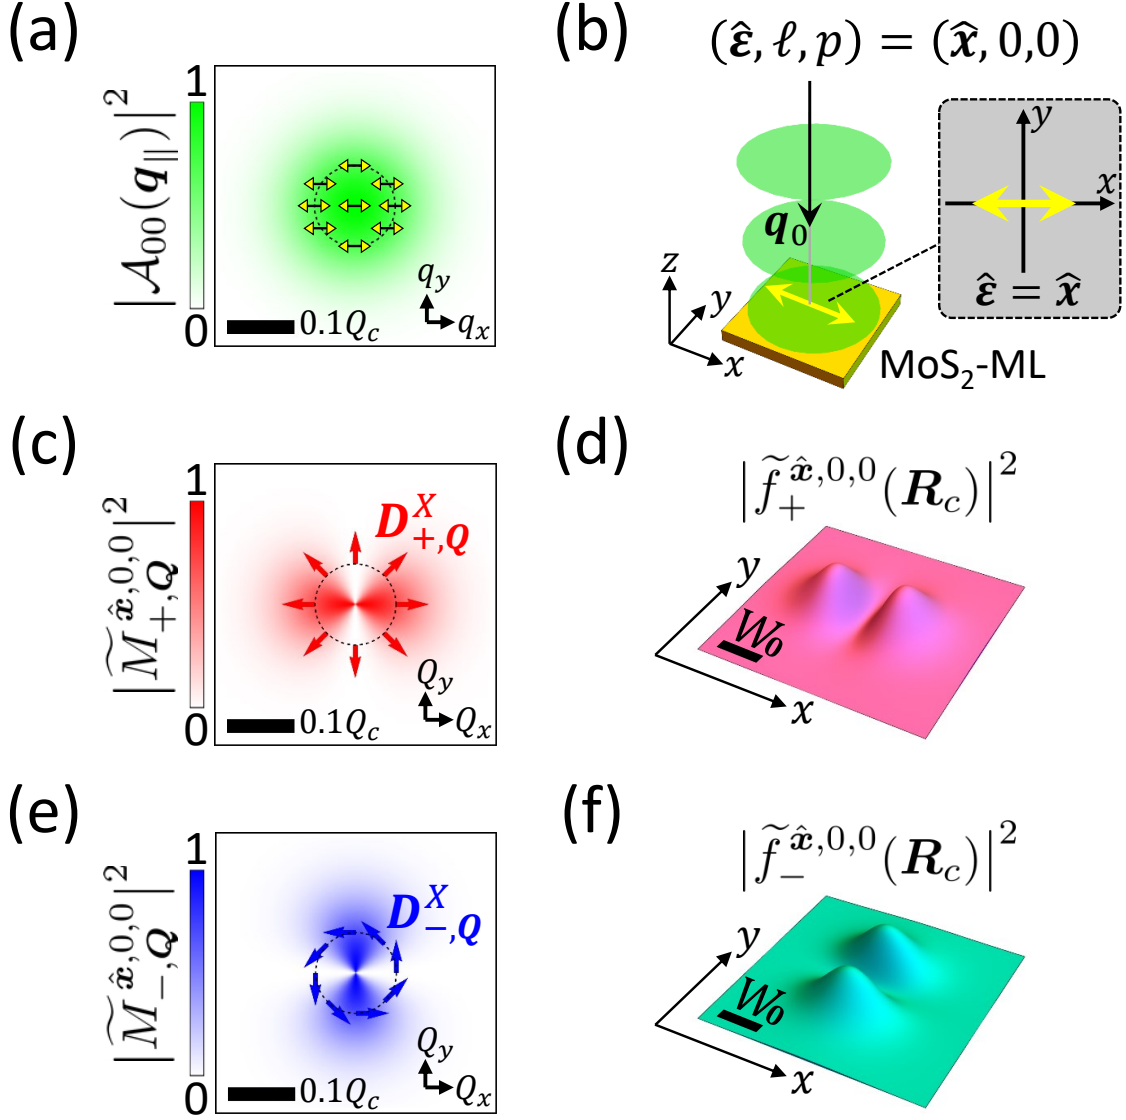 (a)
|𝒜₀₀(q∥)|²
1
0
0.1Q_c
q_y
q_x
(b)
(ε̂, ℓ, p) = (x̂, 0,0)
q₀
z
y
x
MoS₂-ML
y
x
ε̂ = x̂
(c)
|M̃^{x̂,0,0}_{+,Q}|²
1
0
D^X_{+,Q}
0.1Q_c
Q_y
Q_x
(d)
|f̃₊^{x̂,0,0}(R_c)|²
y
W₀
x
(e)
|M̃^{x̂,0,0}_{−,Q}|²
1
0
D^X_{−,Q}
0.1Q_c
Q_y
Q_x
(f)
|f̃₋^{x̂,0,0}(R_c)|²
y
W₀
x